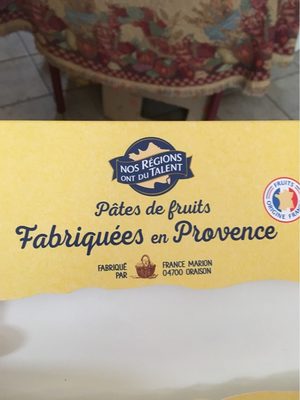 NOS RÉGIONS
ONT DU TALENT
Pâtes de fruits
Fabriquées en Provence
FABRIQUÉ PAR
FRANCE MARION
04700 ORAISON
FRUITS
ORIGINE FRANCE